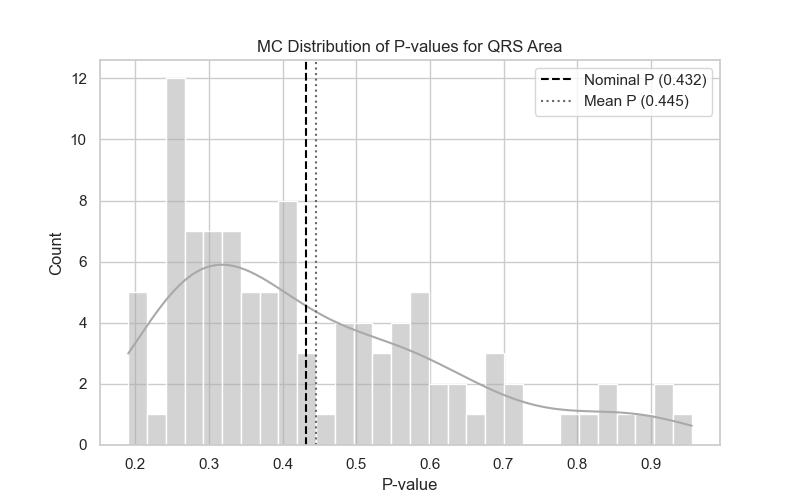 MC Distribution of P-values for QRS Area
Nominal P (0.432)
Mean P (0.445)
12
10
8
6
4
2
0
Count
0.2 0.3 0.4 0.5 0.6 0.7 0.8 0.9
P-value